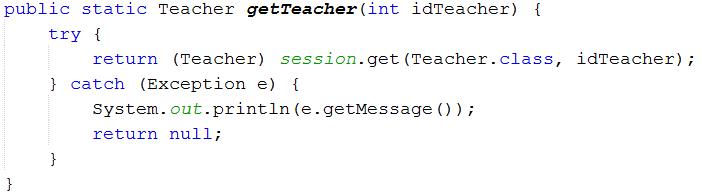 public static Teacher getTeacher(int idTeacher) {
    try {
        return (Teacher) session.get(Teacher.class, idTeacher);
    } catch (Exception e) {
        System.out.println(e.getMessage());
        return null;
    }
}